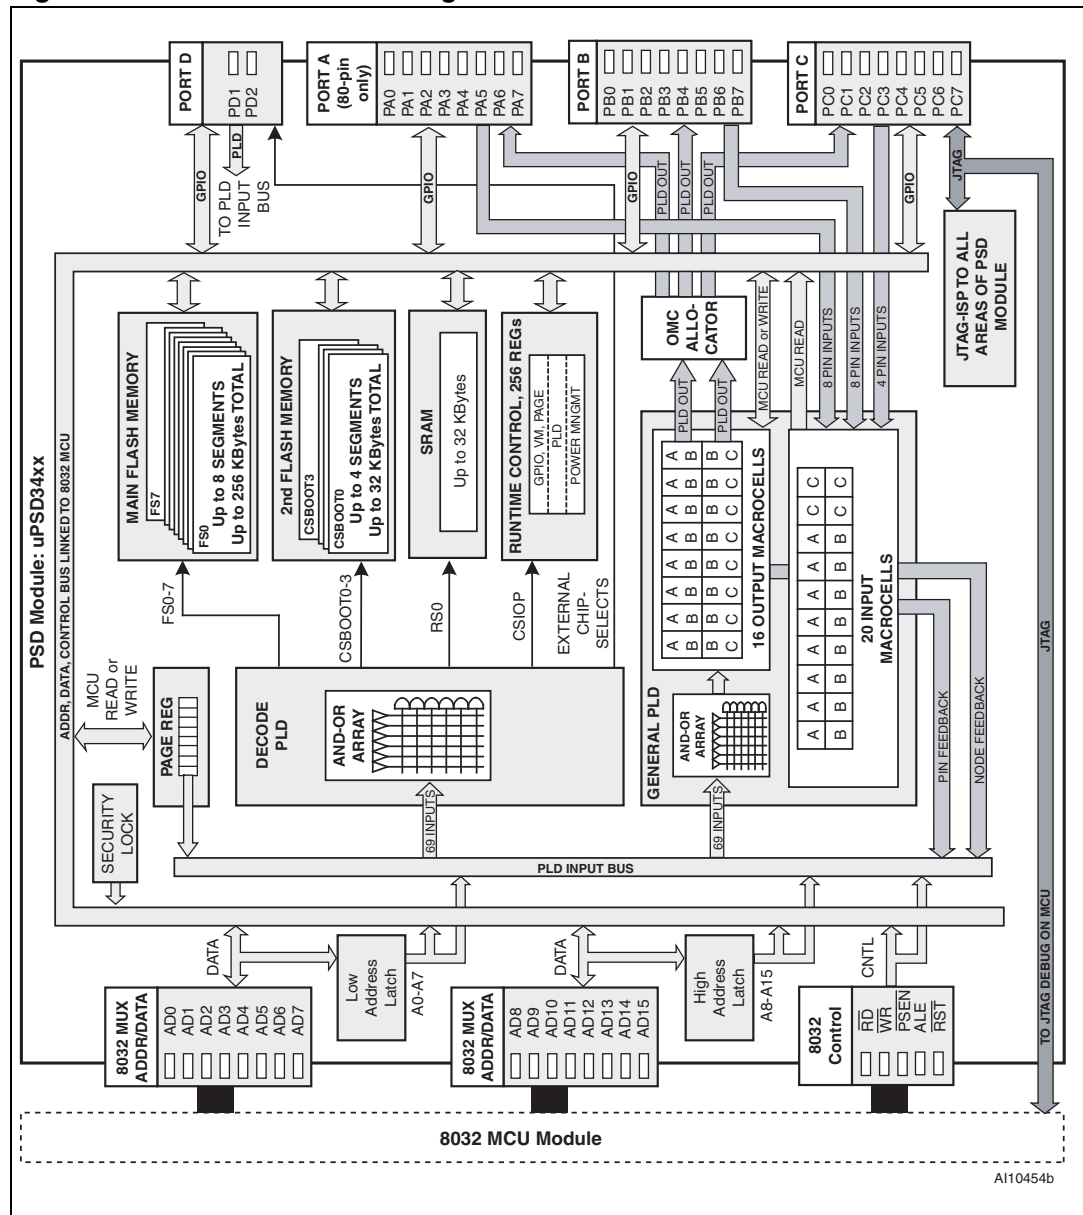 PORT D
PD1
PD2
PORT A
(80-pin
only)
PA0
PA1
PA2
PA3
PA4
PA5
PA6
PA7
PORT B
PB0
PB1
PB2
PB3
PB4
PB5
PB6
PB7
PORT C
PC0
PC1
PC2
PC3
PC4
PC5
PC6
PC7
GPIO
PLD
TO PLD
INPUT
BUS
GPIO
GPIO
PLD OUT
PLD OUT
PLD OUT
GPIO
JTAG
JTAG-ISP TO ALL
AREAS OF PSD
MODULE
PSD Module: uPSD34xx
ADDR, DATA, CONTROL BUS LINKED TO 8032 MCU
MAIN FLASH MEMORY
FS7
FS0
Up to 8 SEGMENTS
Up to 256 KBytes TOTAL
2nd FLASH MEMORY
CSBOOT3
CSBOOT0
Up to 4 SEGMENTS
Up to 32 KBytes TOTAL
SRAM
Up to 32 KBytes
RUNTIME CONTROL, 256 REGs
GPIO, VM, PAGE
PLD
POWER MNGMT
OMC
ALLO-
CATOR
MCU READ or WRITE
MCU READ
8 PIN INPUTS
8 PIN INPUTS
4 PIN INPUTS
PLD OUT
PLD OUT
FS0-7
CSBOOT0-3
RS0
CSIOP
EXTERNAL
CHIP-
SELECTS
GENERAL PLD
A B B C
A B B C
A B B C
A B B C
A B B C
A B B C
A B B C
A B B C
16 OUTPUT MACROCELLS
C C
C C
A B
A B
A B
A B
A B
A B
A B
A B
20 INPUT
MACROCELLS
AND-OR
ARRAY
69 INPUTS
MCU
READ or
WRITE
PAGE REG
DECODE
PLD
AND-OR
ARRAY
69 INPUTS
PIN FEEDBACK
NODE FEEDBACK
JTAG
TO JTAG DEBUG ON MCU
SECURITY
LOCK
PLD INPUT BUS
DATA
Low
Address
Latch
A0-A7
DATA
High
Address
Latch
A8-A15
CNTL
8032 MUX
ADDR/DATA
AD0
AD1
AD2
AD3
AD4
AD5
AD6
AD7
8032 MUX
ADDR/DATA
AD8
AD9
AD10
AD11
AD12
AD13
AD14
AD15
8032
Control
RD
WR
PSEN
ALE
RST
8032 MCU Module
AI10454b